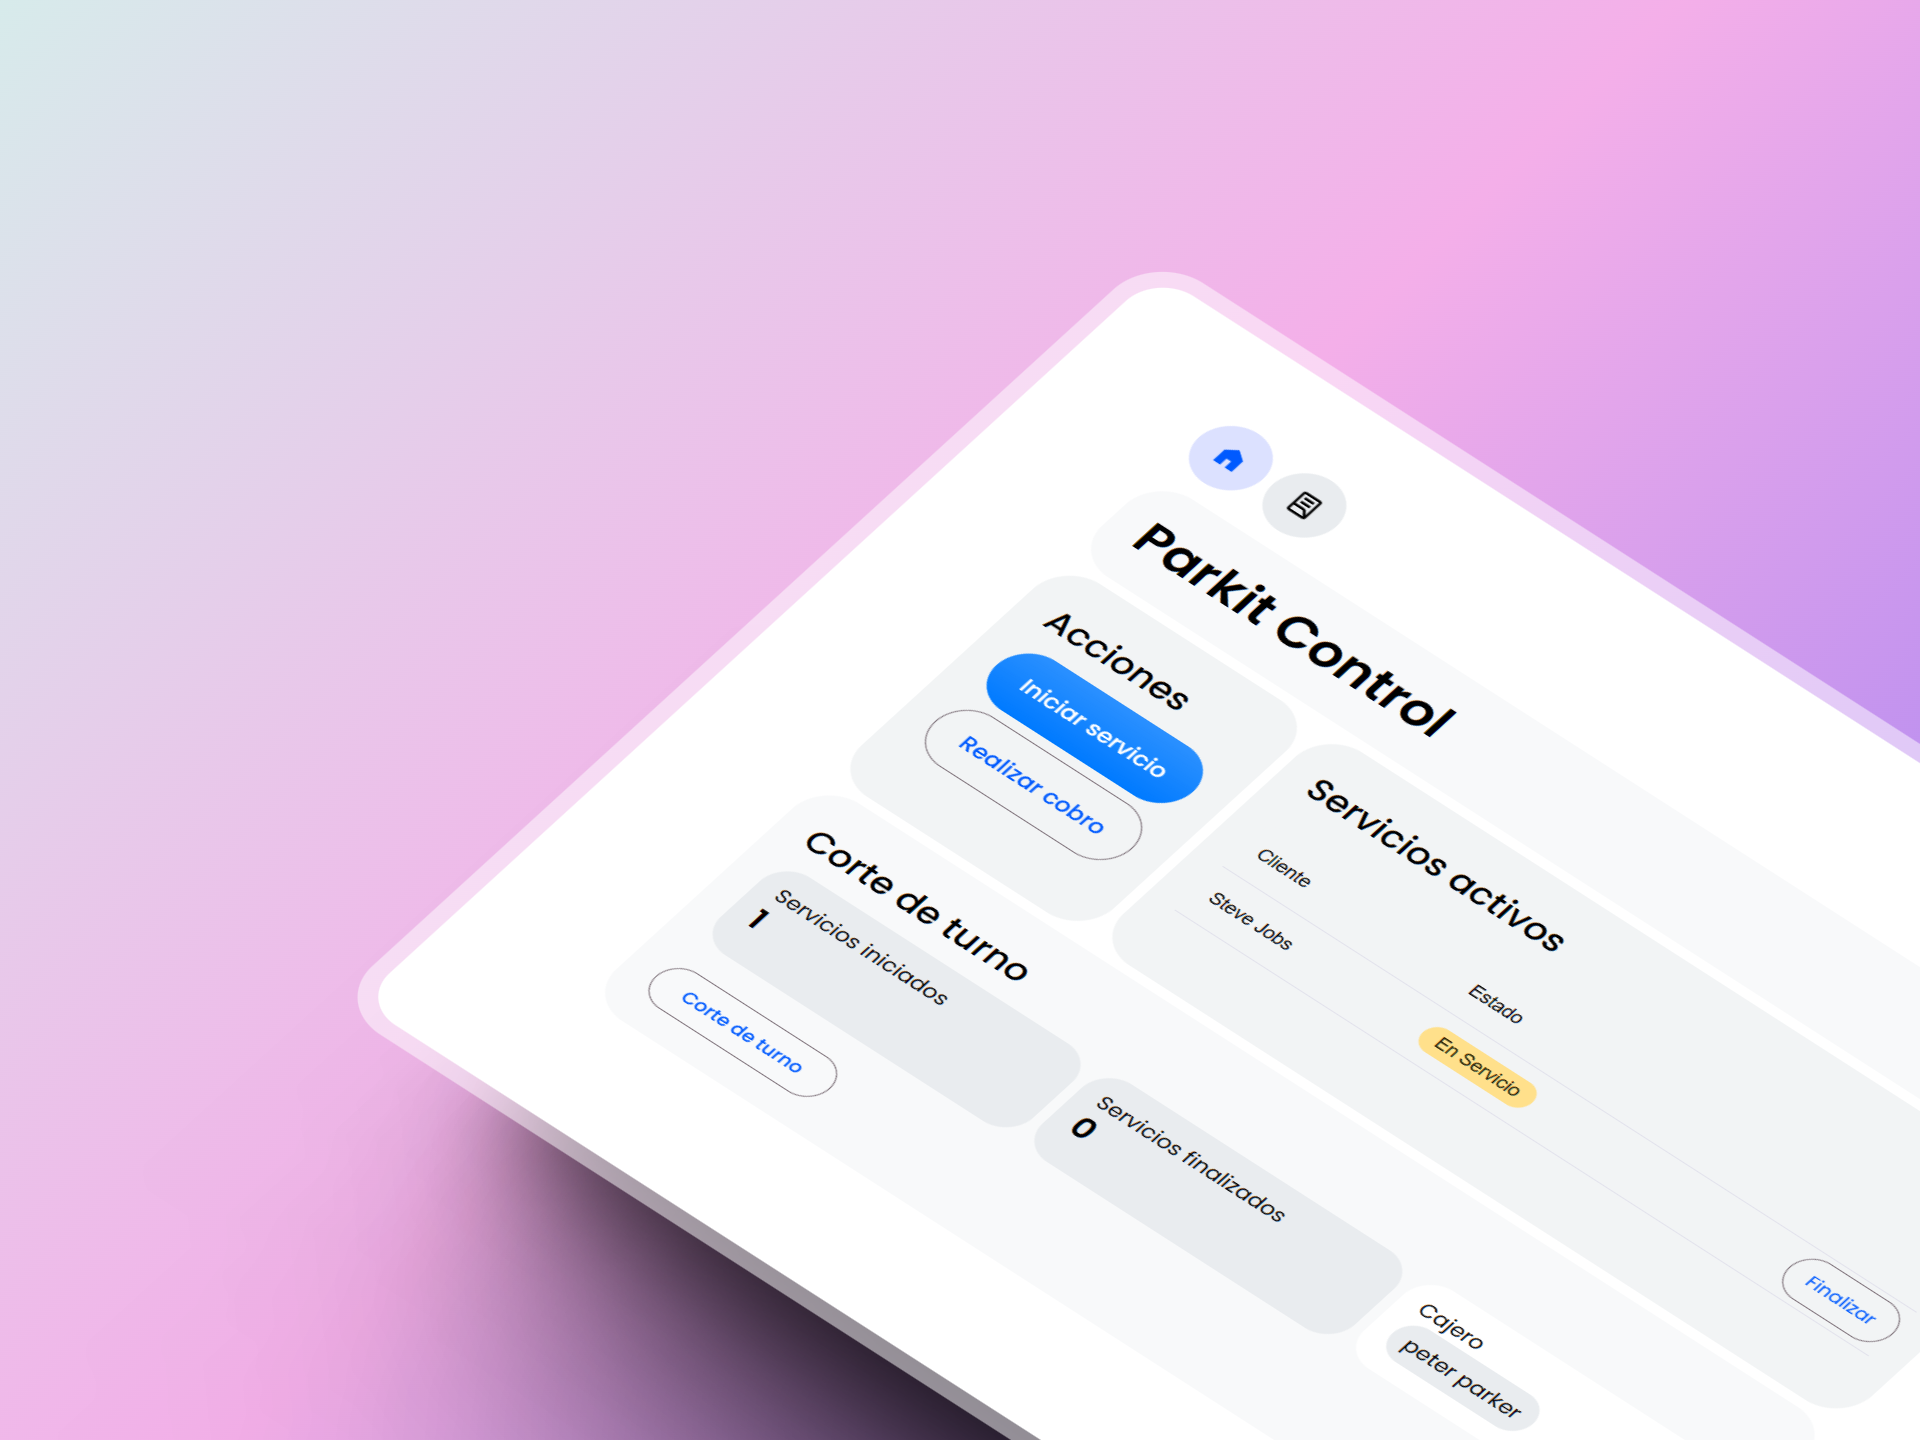 Parkit Control
Acciones
Iniciar servicio
Realizar cobro
Servicios activos
Cliente
Estado
Steve Jobs
En Servicio
Finalizar
Corte de turno
Servicios iniciados
1
Servicios finalizados
0
Cajero
peter parker
Corte de turno